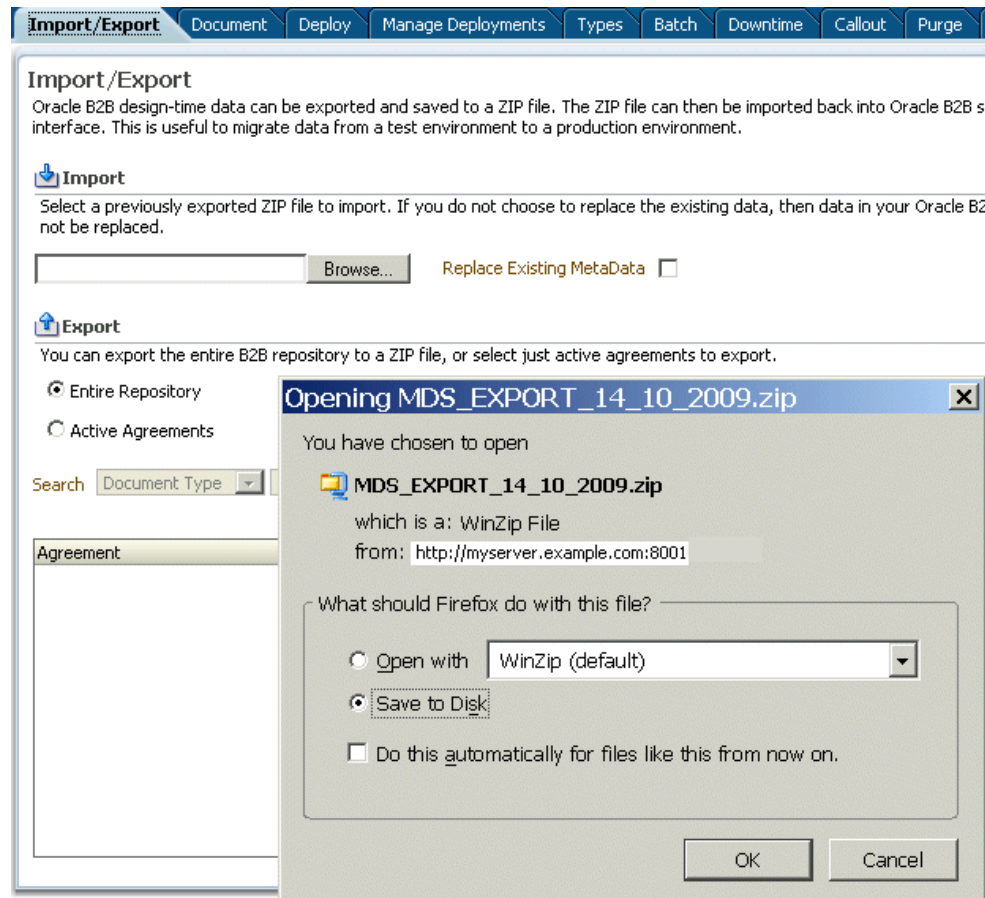 Import/Export Document Deploy Manage Deployments Types Batch Downtime Callout Purge
Import/Export
Oracle B2B design-time data can be exported and saved to a ZIP file. The ZIP file can then be imported back into Oracle B2B s
interface. This is useful to migrate data from a test environment to a production environment.
Import
Select a previously exported ZIP file to import. If you do not choose to replace the existing data, then data in your Oracle B2
not be replaced.
Browse... Replace Existing MetaData
Export
You can export the entire B2B repository to a ZIP file, or select just active agreements to export.
Entire Repository
Active Agreements
Search Document Type
Agreement
Opening MDS_EXPORT_14_10_2009.zip
You have chosen to open
MDS_EXPORT_14_10_2009.zip
which is a: WinZip File
from: http://myserver.example.com:8001
What should Firefox do with this file?
Open with WinZip (default)
Save to Disk
Do this automatically for files like this from now on.
OK Cancel